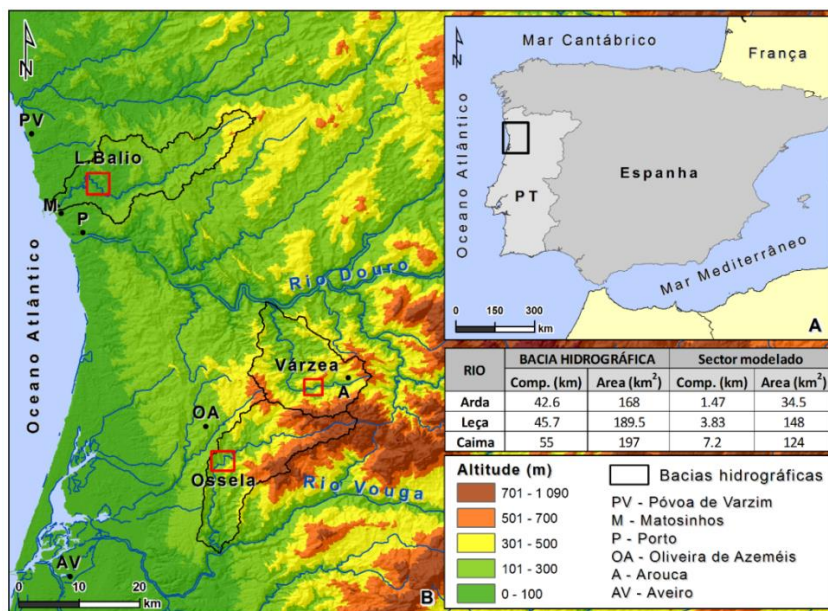 N
PV
L.Balio
M
P
Oceano Atlântico
Rio Douro
Várzea
A
OA
Ossela
Rio Vouga
AV
0 10 20
km
B
N
Mar Cantábrico
França
Oceano Atlântico
Espanha
PT
Mar Mediterrâneo
0 150 300
km
A
RIO BACIA HIDROGRÁFICA Sector modelado
Comp. (km) Area (km²) Comp. (km) Area (km²)
Arda 42.6 168 1.47 34.5
Leça 45.7 189.5 3.83 148
Caima 55 197 7.2 124
Altitude (m)
701 - 1 090
501 - 700
301 - 500
101 - 300
0 - 100
Bacias hidrográficas
PV - Póvoa de Varzim
M - Matosinhos
P - Porto
OA - Oliveira de Azeméis
A - Arouca
AV - Aveiro